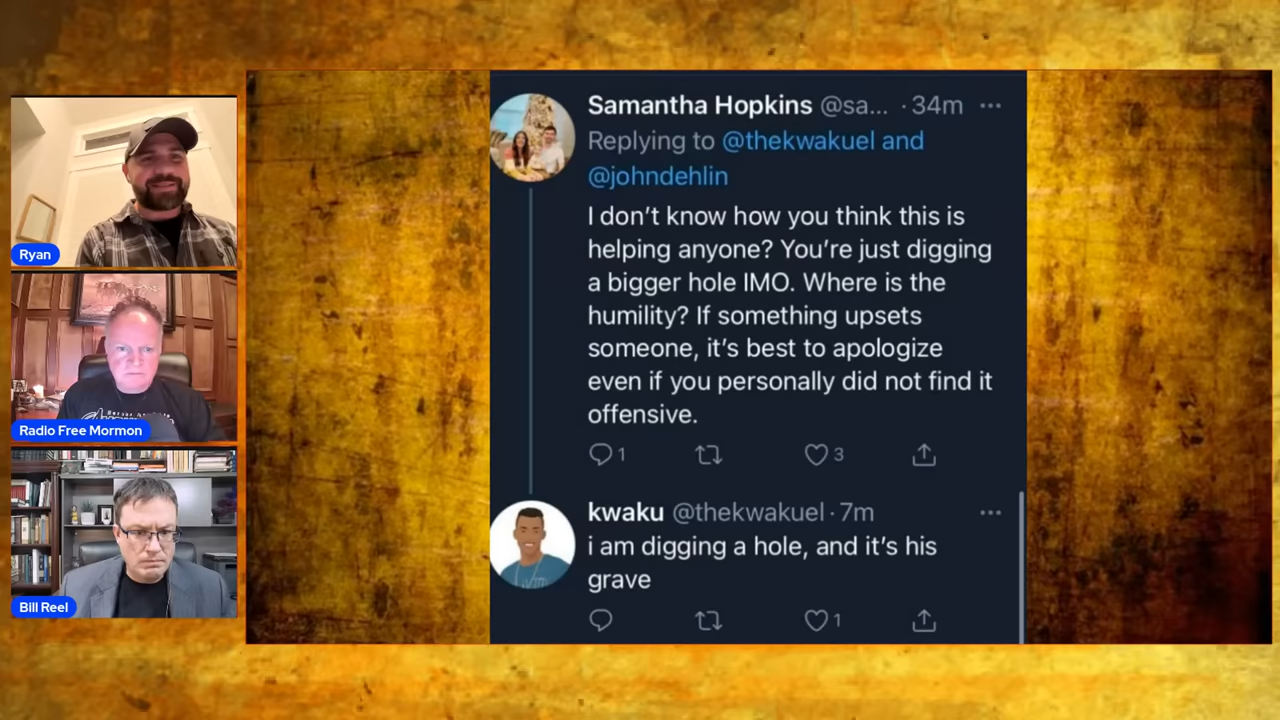 Samantha Hopkins @sa... · 34m
Replying to @thekwakuel and
@johndehlin
I don’t know how you think this is
helping anyone? You’re just digging
a bigger hole IMO. Where is the
humility? If something upsets
someone, it’s best to apologize
even if you personally did not find it
offensive.
1
3
kwaku @thekwakuel · 7m
i am digging a hole, and it’s his
grave
1
Ryan
Radio Free Mormon
Bill Reel